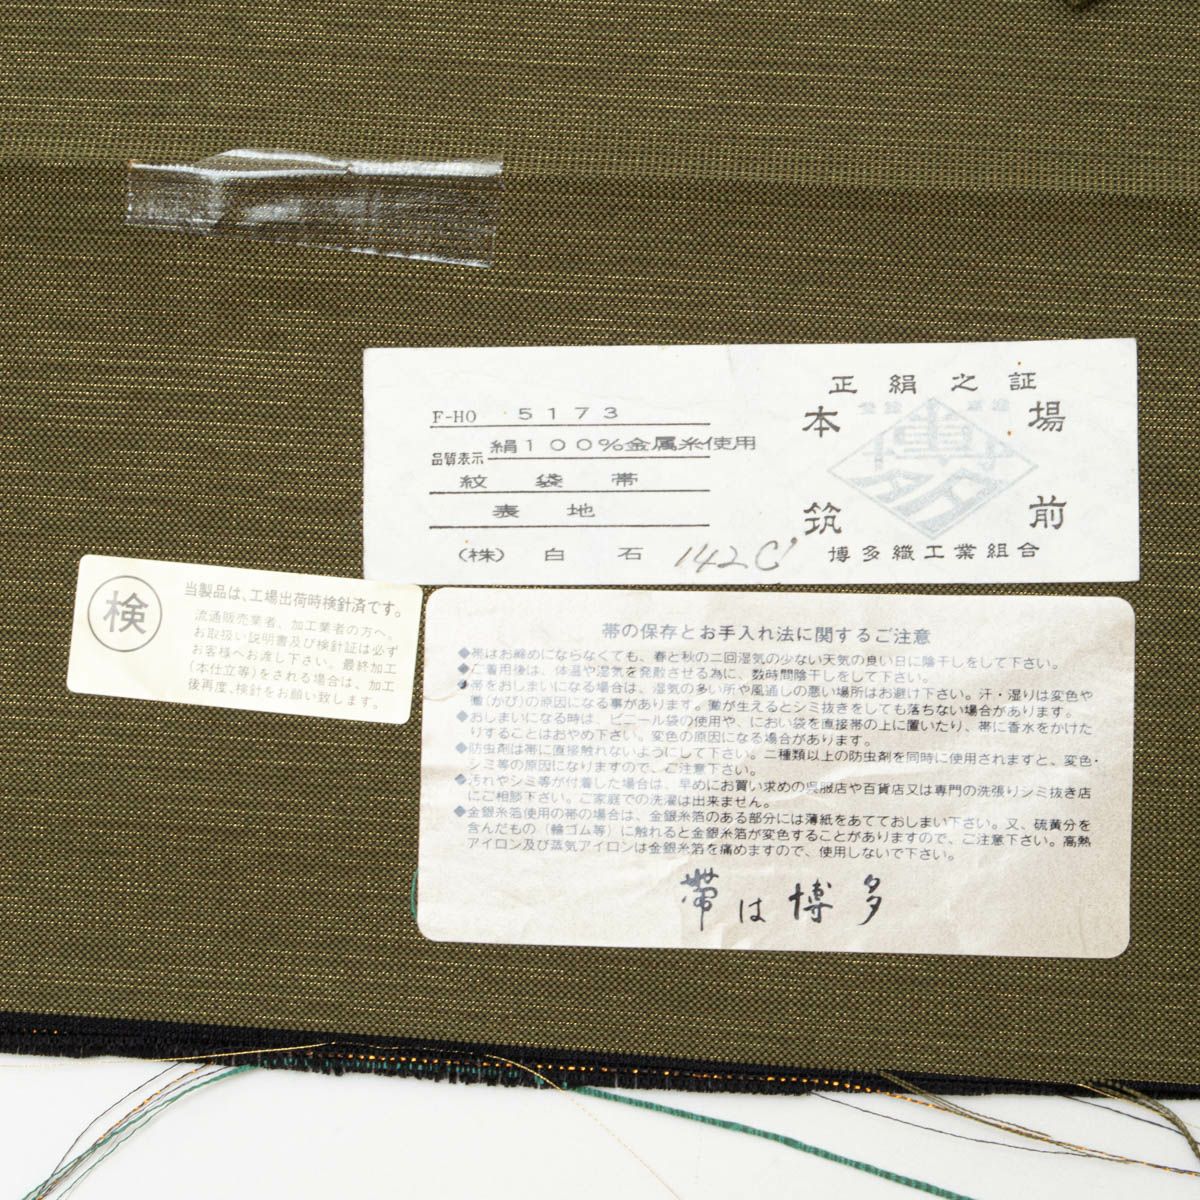 正絹之証
本場
筑前
博多
博多織工業組合
F-HO 5173
品質表示 絹100%金属糸使用
紋袋帯
表地
(株)白石
142C
検
当製品は、工場出荷時検針済です。
流通販売業者、加工業者の方へ。
お取扱い説明書及び検針証は必ず
お客様へお渡し下さい。最終加工
(本仕立等)をされる場合は、加工
後再度、検針をお願い致します。
帯の保存とお手入れ法に関するご注意
◆帯はお締めにならなくても、春と秋の二回湿気の少ない天気の良い日に陰干しをして下さい。
◆ご着用後は、体温や湿気を発散させる為に、数時間陰干しをして下さい。
◆帯をおしまいになる場合は、湿気の多い所や風通しの悪い場所はお避け下さい。汗・湿りは変色や
黴(かび)の原因になる事があります。黴が生えるとシミ抜きをしても落ちない場合があります。
◆おしまいになる時は、ビニール袋の使用や、におい袋を直接帯の上に置いたり、帯に香水をかけた
りすることはおやめ下さい。変色の原因になる場合があります。
◆防虫剤は帯に直接触れないようにして下さい。二種類以上の防虫剤を同時に使用されますと、変色・
シミ等の原因になりますので、ご注意下さい。
◆汚れやシミ等が付着した場合は、早めにお買い求めの呉服店や百貨店又は専門の洗張りシミ抜き店
にご相談下さい。ご家庭での洗濯は出来ません。
◆金銀糸箔使用の帯の場合は、金銀糸箔のある部分には薄紙をあてておしまい下さい。又、硫黄分を
含んだもの(輪ゴム等)に触れると金銀糸箔が変色することがありますので、ご注意下さい。高熱
アイロン及び蒸気アイロンは金銀糸箔を痛めますので、使用しないで下さい。
帯は博多